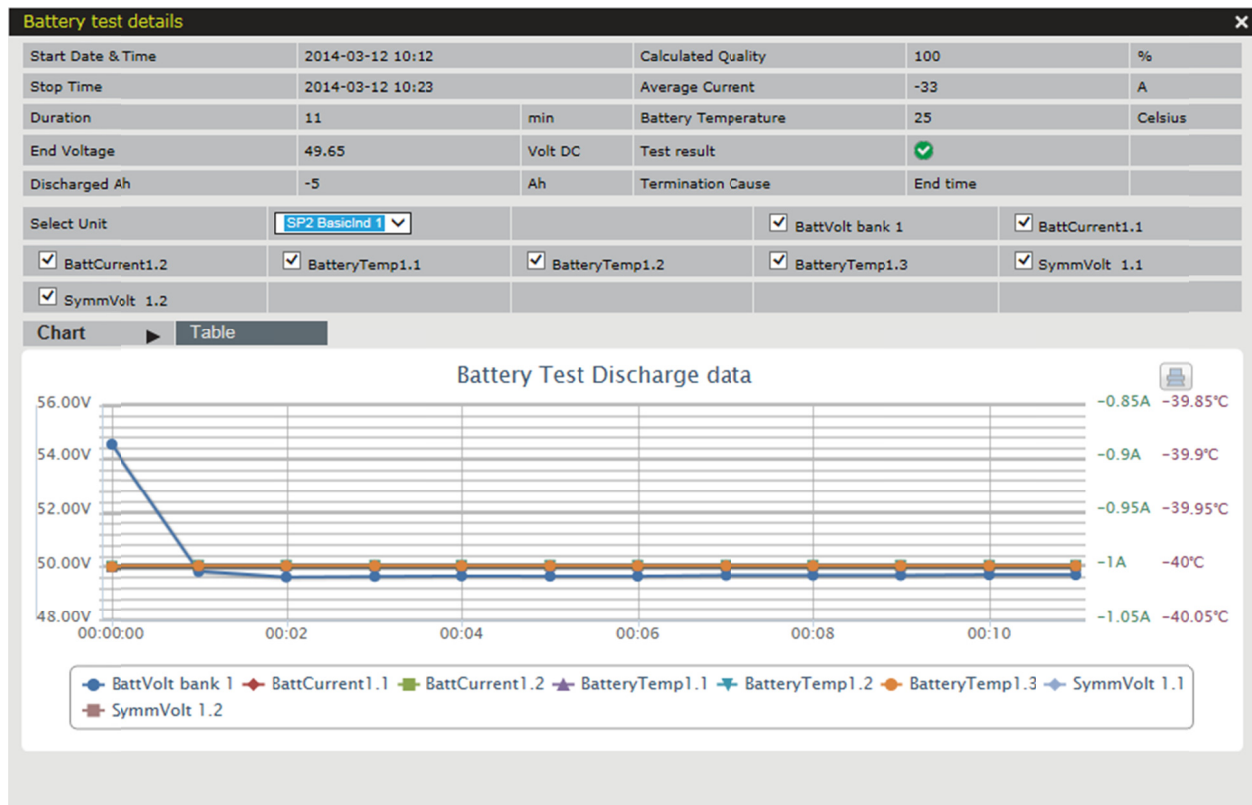 Battery test details
Start Date & Time 2014-03-12 10:12 Calculated Quality 100 %
Stop Time 2014-03-12 10:23 Average Current -33 A
Duration 11 min Battery Temperature 25 Celsius
End Voltage 49.65 Volt DC Test result
Discharged Ah -5 Ah Termination Cause End time
Select Unit SP2 BasicInd 1 BattVolt bank 1 BattCurrent1.1
BattCurrent1.2 BatteryTemp1.1 BatteryTemp1.2 BatteryTemp1.3 SymmVolt 1.1
SymmVolt 1.2
Chart Table
Battery Test Discharge data
56.00V -0.85A -39.85°C
54.00V -0.9A -39.9°C
52.00V -0.95A -39.95°C
50.00V -1A -40°C
48.00V -1.05A -40.05°C
00:00:00 00:02 00:04 00:06 00:08 00:10
BattVolt bank 1 BattCurrent1.1 BattCurrent1.2 BatteryTemp1.1 BatteryTemp1.2 BatteryTemp1.3 SymmVolt 1.1
SymmVolt 1.2